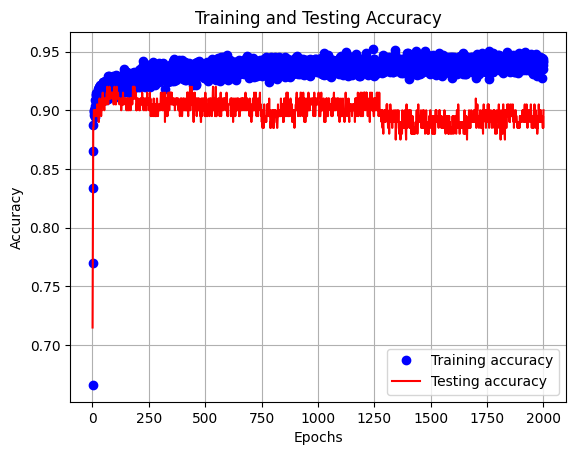 Training and Testing Accuracy
Accuracy
0.95
0.90
0.85
0.80
0.75
0.70
0 250 500 750 1000 1250 1500 1750 2000
Epochs
Training accuracy
Testing accuracy